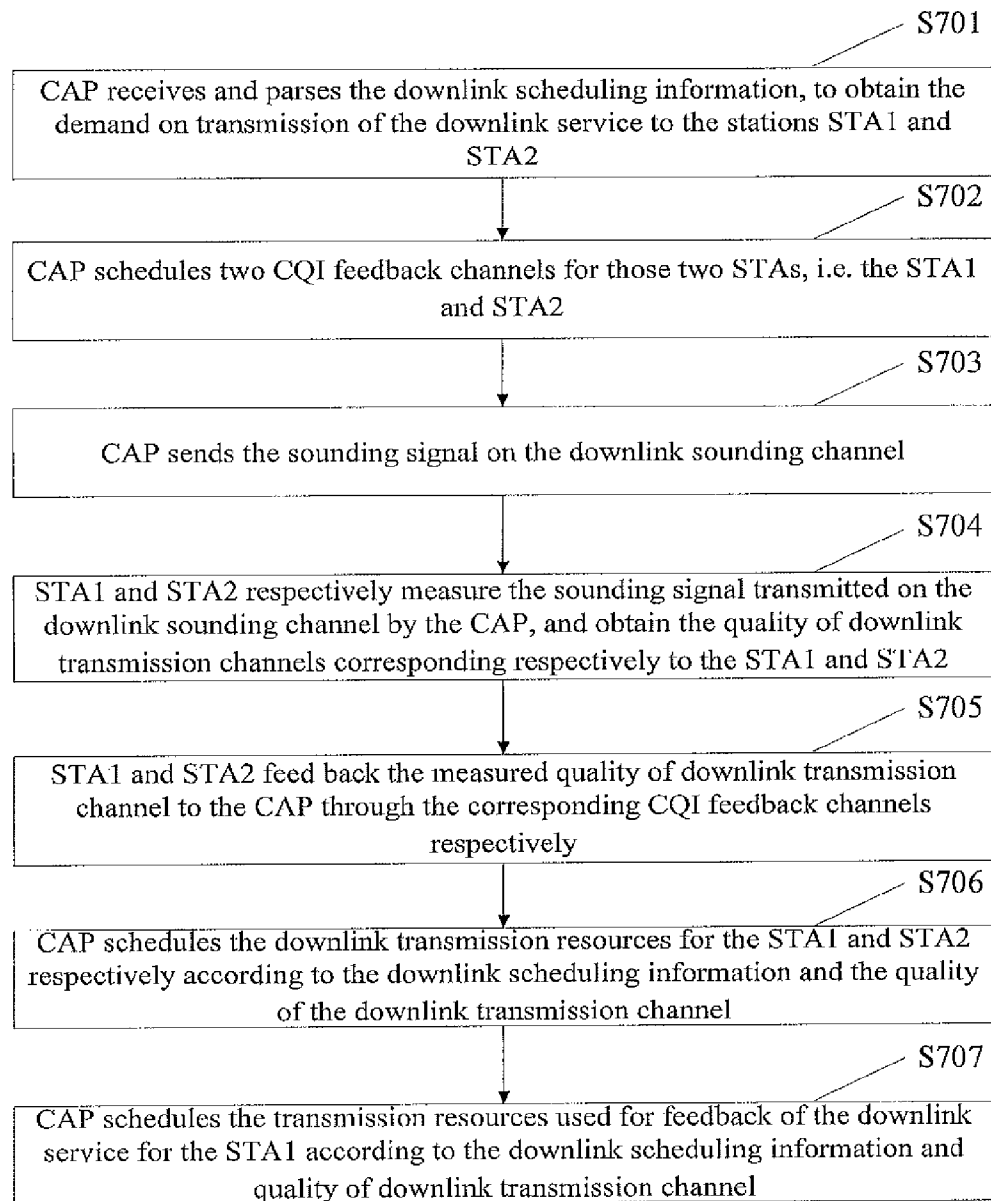 S701
CAP receives and parses the downlink scheduling information, to obtain the
demand on transmission of the downlink service to the stations STA1 and
STA2
S702
CAP schedules two CQI feedback channels for those two STAs, i.e. the STA1
and STA2
S703
CAP sends the sounding signal on the downlink sounding channel
S704
STA1 and STA2 respectively measure the sounding signal transmitted on the
downlink sounding channel by the CAP, and obtain the quality of downlink
transmission channels corresponding respectively to the STA1 and STA2
S705
STA1 and STA2 feed back the measured quality of downlink transmission
channel to the CAP through the corresponding CQI feedback channels
respectively
S706
CAP schedules the downlink transmission resources for the STA1 and STA2
respectively according to the downlink scheduling information and the quality
of the downlink transmission channel
S707
CAP schedules the transmission resources used for feedback of the downlink
service for the STA1 according to the downlink scheduling information and
quality of downlink transmission channel